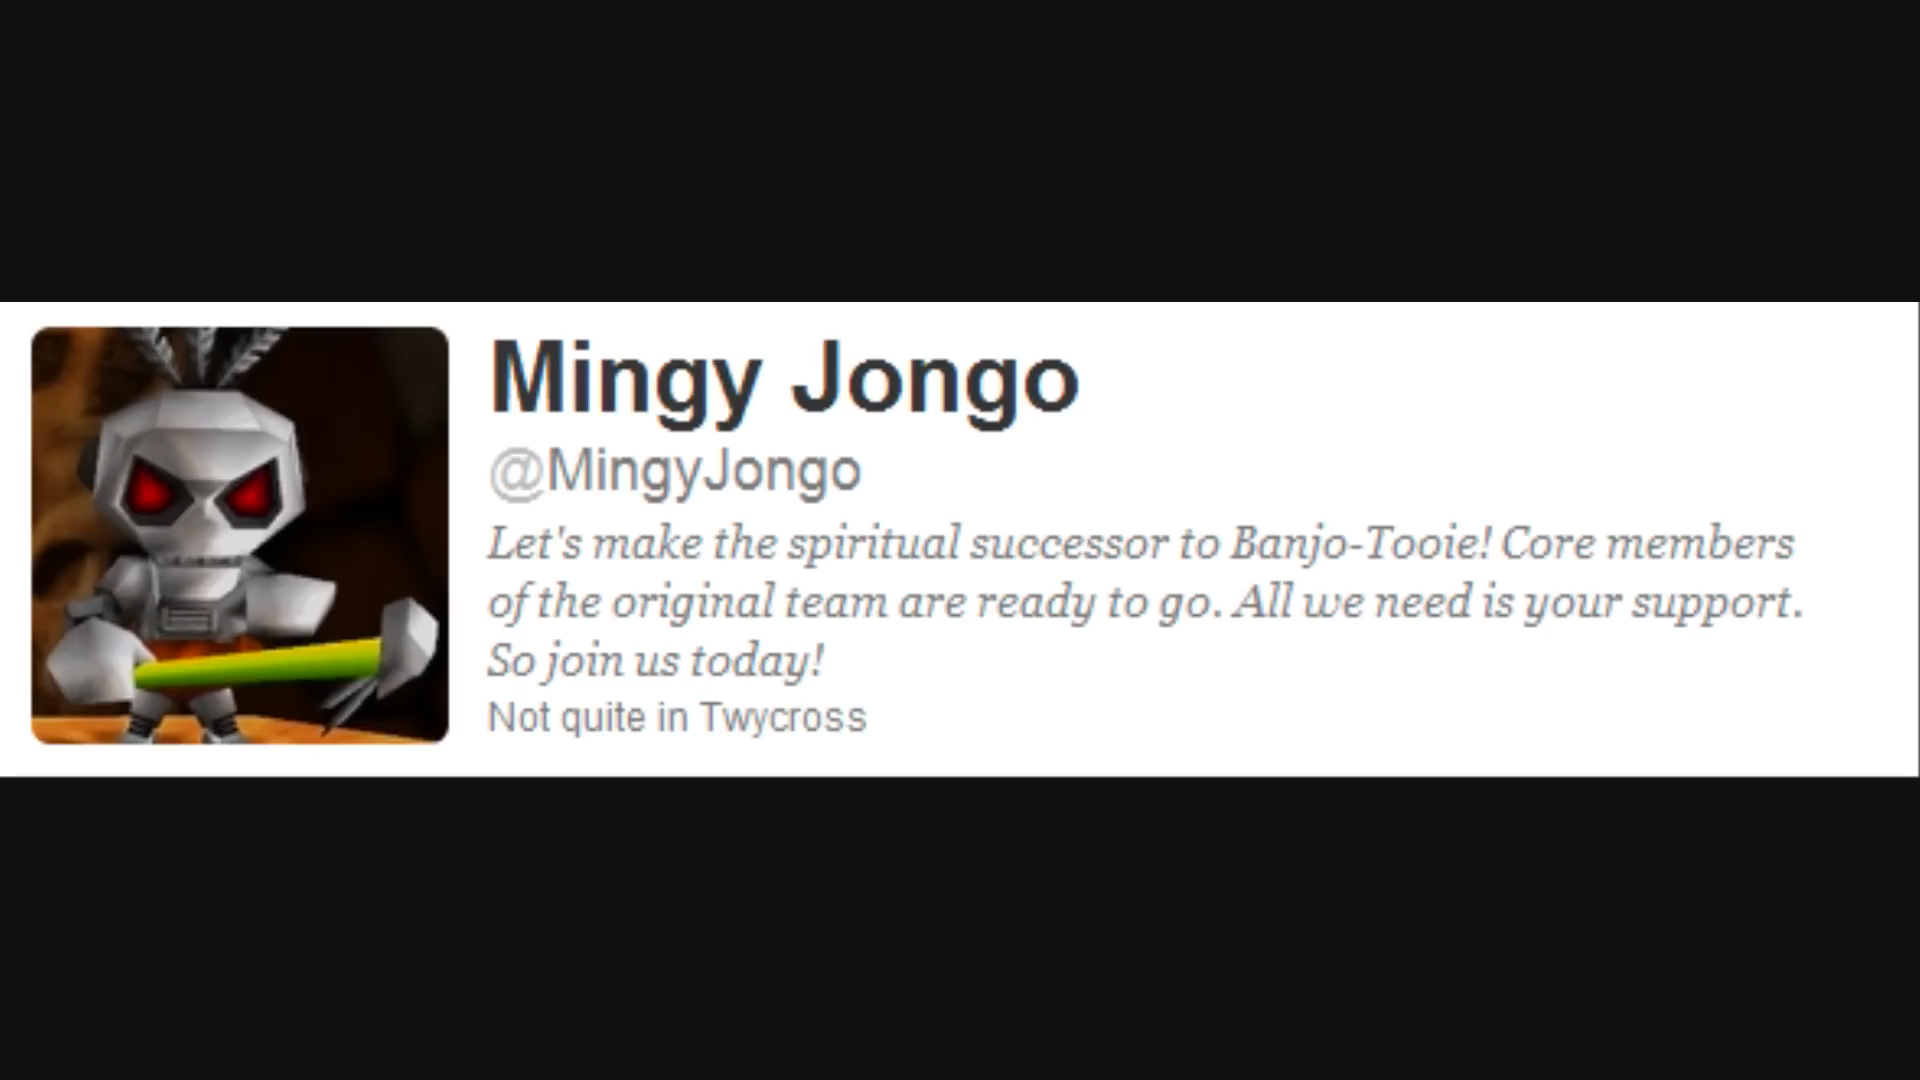 Mingy Jongo
@MingyJongo
Let's make the spiritual successor to Banjo-Tooie! Core members
of the original team are ready to go. All we need is your support.
So join us today!
Not quite in Twycross